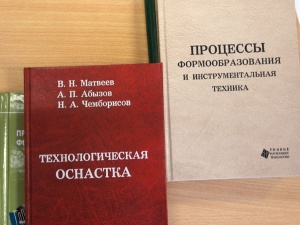 В. Н. Матвеев
А. П. Абызов
Н. А. Чемборисов
ТЕХНОЛОГИЧЕСКАЯ
ОСНАСТКА
ПРОЦЕССЫ
ФОРМООБРАЗОВАНИЯ
И ИНСТРУМЕНТАЛЬНАЯ
ТЕХНИКА